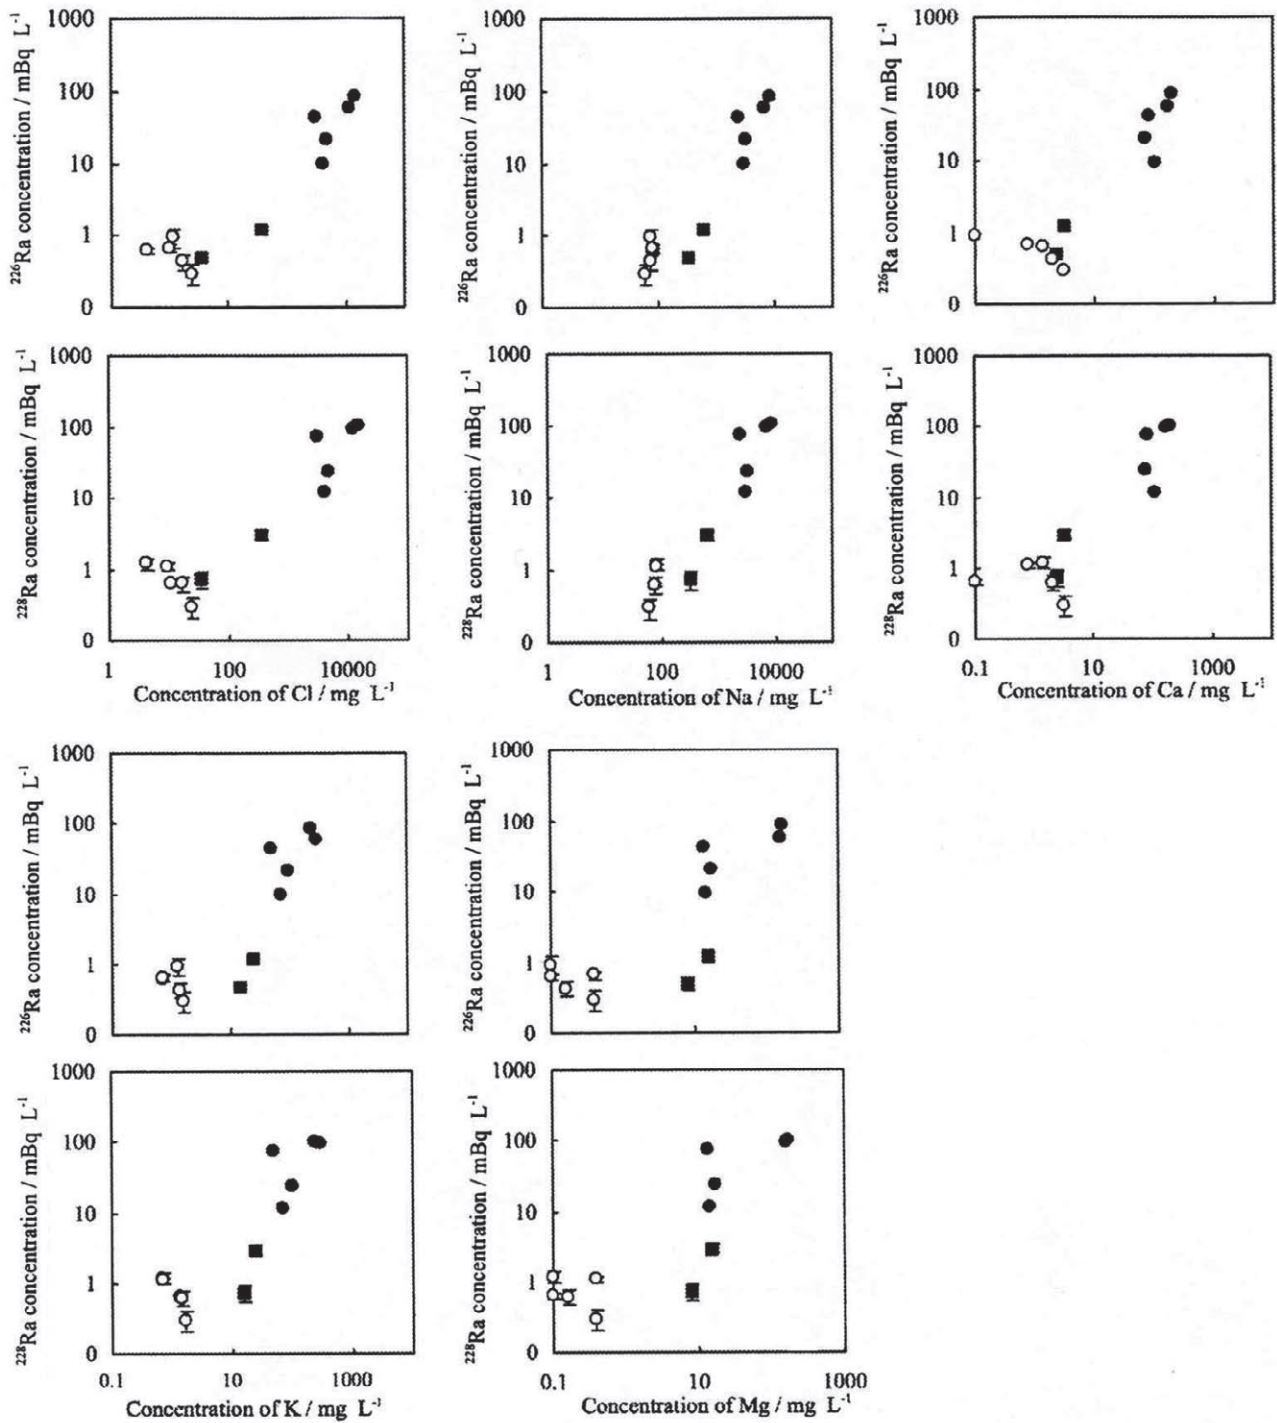 1000
100
10
1
0
²²⁶Ra concentration / mBq L⁻¹
1000
100
10
1
0
²²⁶Ra concentration / mBq L⁻¹
1000
100
10
1
0
²²⁶Ra concentration / mBq L⁻¹
1000
100
10
1
0
²²⁸Ra concentration / mBq L⁻¹
1 100 10000
Concentration of Cl / mg L⁻¹
1000
100
10
1
0
²²⁸Ra concentration / mBq L⁻¹
1 100 10000
Concentration of Na / mg L⁻¹
1000
100
10
1
0
²²⁸Ra concentration / mBq L⁻¹
0.1 10 1000
Concentration of Ca / mg L⁻¹
1000
100
10
1
0
²²⁶Ra concentration / mBq L⁻¹
1000
100
10
1
0
²²⁶Ra concentration / mBq L⁻¹
1000
100
10
1
0
²²⁸Ra concentration / mBq L⁻¹
0.1 10 1000
Concentration of K / mg L⁻¹
1000
100
10
1
0
²²⁸Ra concentration / mBq L⁻¹
0.1 10 1000
Concentration of Mg / mg L⁻¹